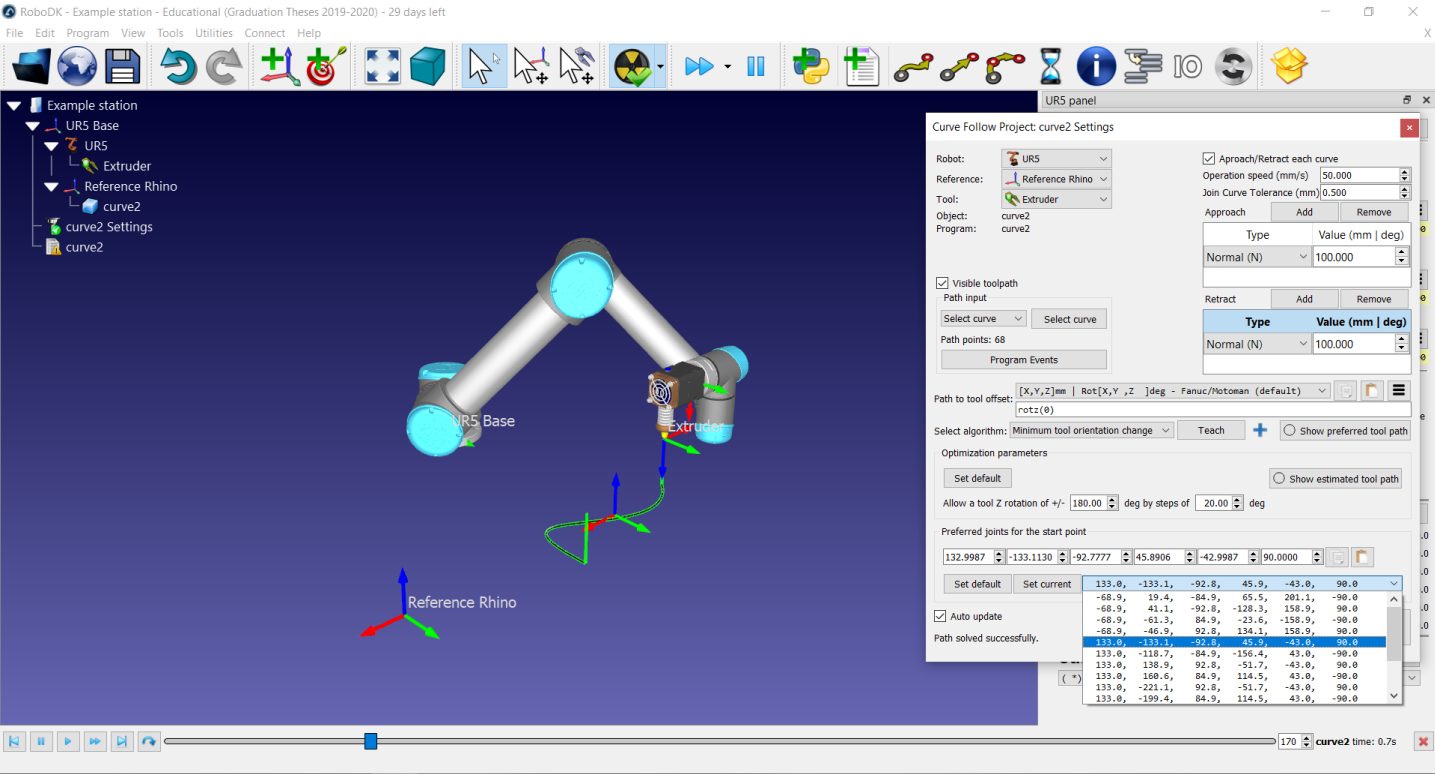 RoboDK - Example station - Educational (Graduation Theses 2019-2020) - 29 days left
File Edit Program View Tools Utilities Connect Help X
IO
Example station
UR5 Base
UR5
Extruder
Reference Rhino
curve2
curve2 Settings
curve2
UR5 Base
Extruder
Reference Rhino
UR5 panel
Curve Follow Project: curve2 Settings
Robot: UR5
Reference: Reference Rhino
Tool: Extruder
Object: curve2
Program: curve2
Aproach/Retract each curve
Operation speed (mm/s) 50.000
Join Curve Tolerance (mm) 0.500
Approach Add Remove
Type Value (mm | deg)
Normal (N) 100.000
Visible toolpath
Path input
Select curve Select curve
Path points: 68
Program Events
Retract Add Remove
Type Value (mm | deg)
Normal (N) 100.000
Path to tool offset: [X,Y,Z]mm | Rot[X,Y ,Z ]deg - Fanuc/Motoman (default)
rotz(0)
Select algorithm: Minimum tool orientation change Teach Show preferred tool path
Optimization parameters
Set default Show estimated tool path
Allow a tool Z rotation of +/- 180.00 deg by steps of 20.00 deg
Preferred joints for the start point
132.9987 -133.1130 -92.7777 45.8906 -42.9987 90.0000
Set default Set current 133.0, -133.1, -92.8, 45.9, -43.0, 90.0
-68.9, 19.4, -84.9, 65.5, 201.1, -90.0
-68.9, 41.1, -92.8, -128.3, 158.9, -90.0
-68.9, -61.3, 84.9, -23.6, -158.9, -90.0
-68.9, -46.9, 92.8, 134.1, 158.9, -90.0
133.0, -133.1, -92.8, 45.9, -43.0, 90.0
133.0, -118.7, -84.9, -156.4, 43.0, -90.0
133.0, 138.9, 92.8, -51.7, -43.0, 90.0
133.0, 160.6, 84.9, 114.5, 43.0, -90.0
133.0, -221.1, 92.8, -51.7, -43.0, 90.0
133.0, -199.4, 84.9, 114.5, 43.0, -90.0
Auto update
Path solved successfully.
( *)
170 curve2 time: 0.7s